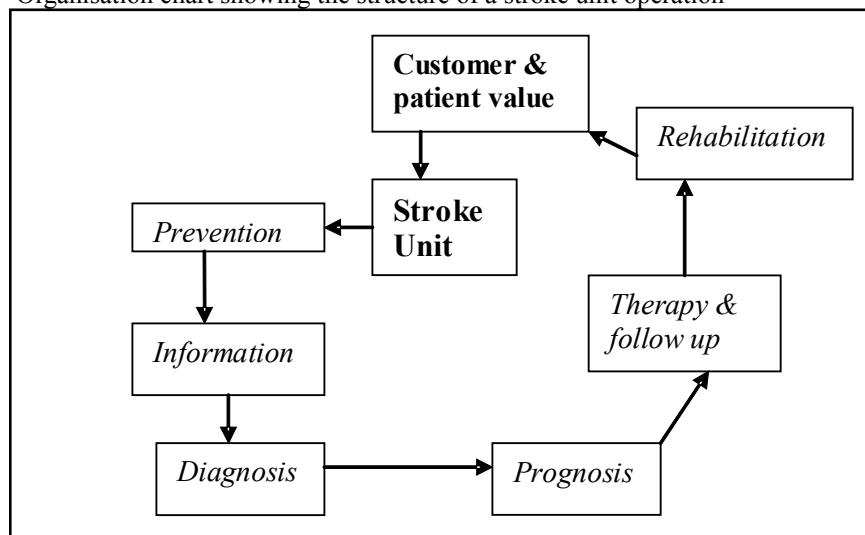 Organisation chart showing the structure of a stroke unit operation
Customer &
patient value
Rehabilitation
Stroke
Unit
Prevention
Therapy &
follow up
Information
Diagnosis
Prognosis